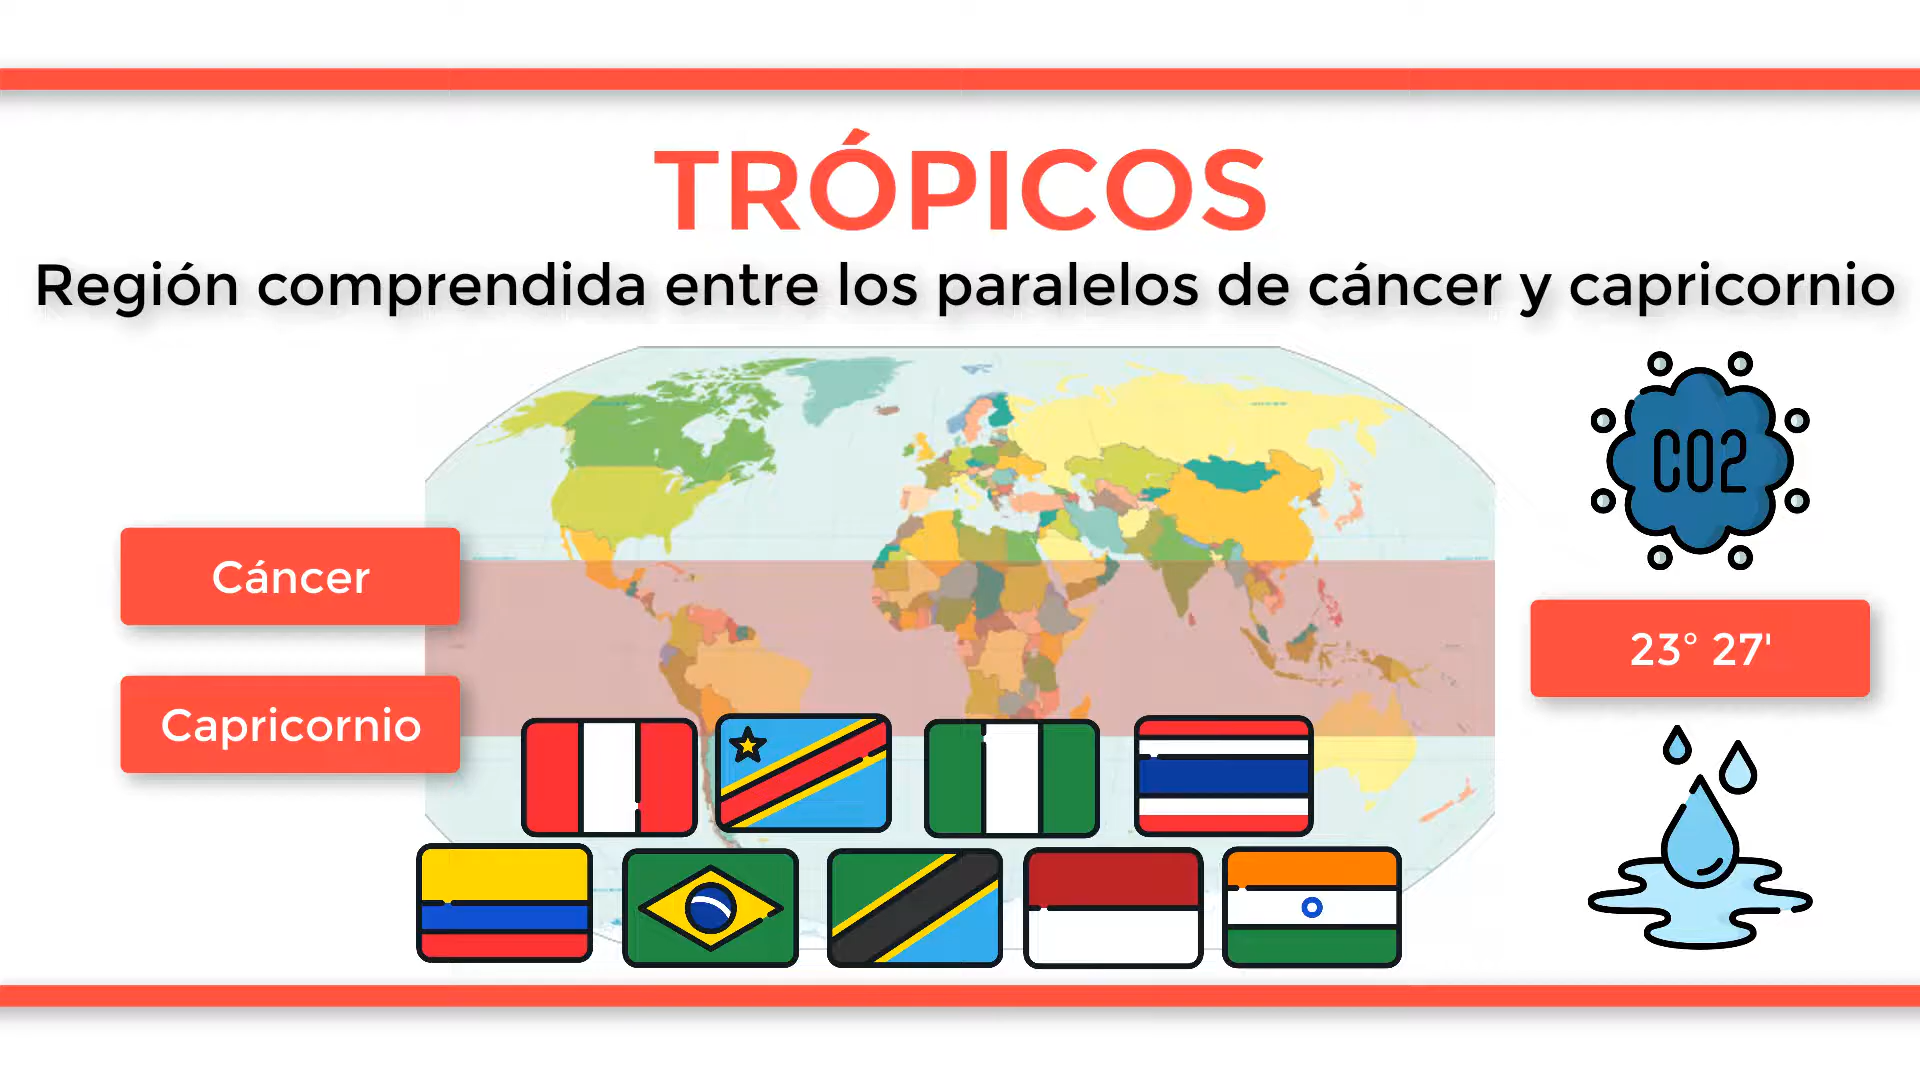 TRÓPICOS
Región comprendida entre los paralelos de cáncer y capricornio
CO2
Cáncer
23° 27'
Capricornio